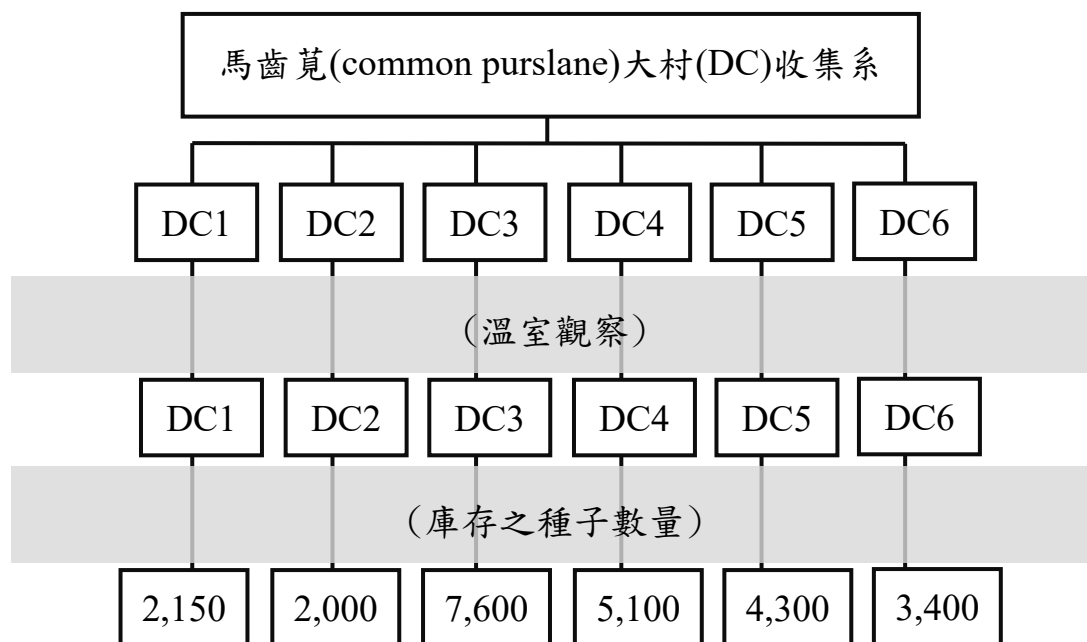 馬齒莧(common purslane)大村(DC)收集系
DC1 DC2 DC3 DC4 DC5 DC6
（溫室觀察）
DC1 DC2 DC3 DC4 DC5 DC6
（庫存之種子數量）
2,150 2,000 7,600 5,100 4,300 3,400